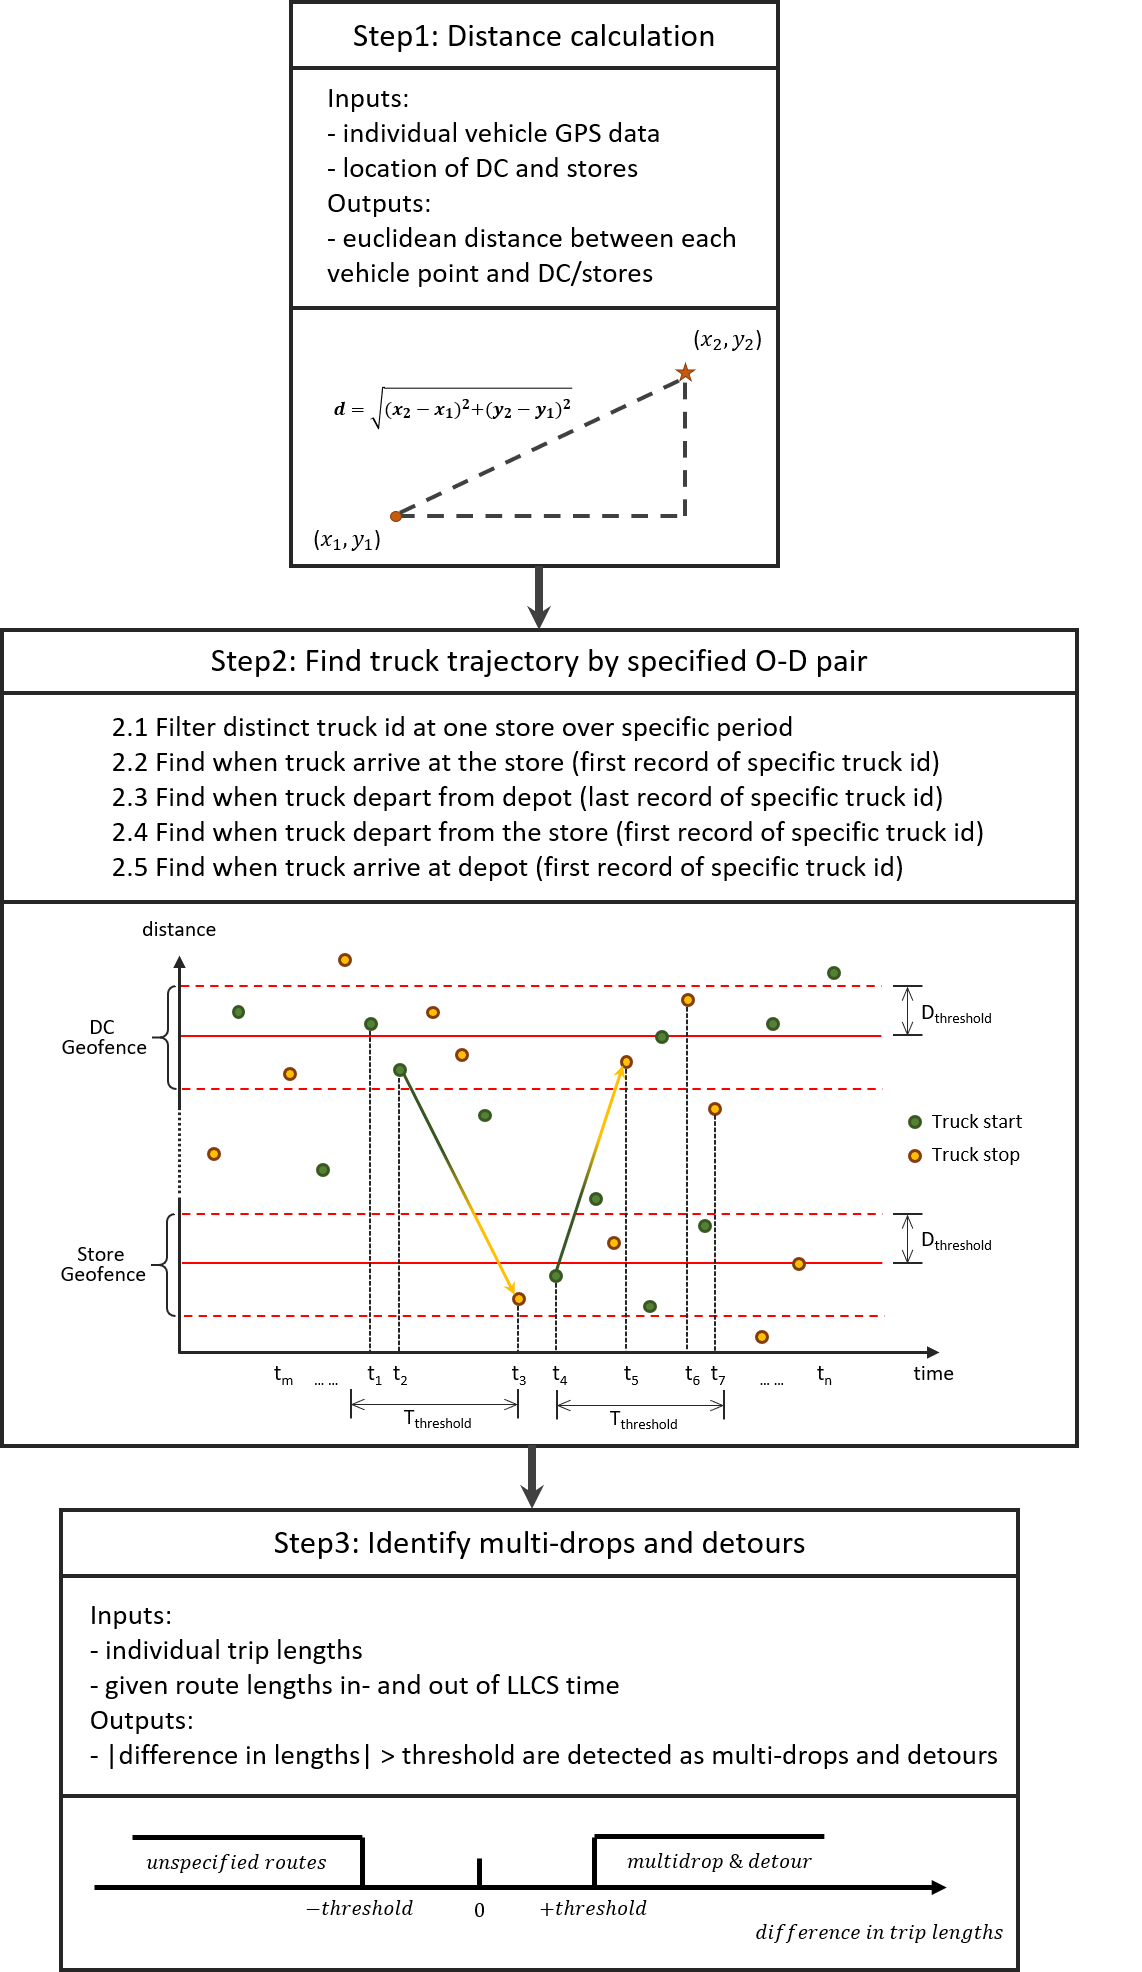 Step1: Distance calculation
Inputs:
- individual vehicle GPS data
- location of DC and stores
Outputs:
- euclidean distance between each
vehicle point and DC/stores
(x₂, y₂)
d = √(x₂ − x₁)²+(y₂ − y₁)²
(x₁, y₁)
Step2: Find truck trajectory by specified O-D pair
2.1 Filter distinct truck id at one store over specific period
2.2 Find when truck arrive at the store (first record of specific truck id)
2.3 Find when truck depart from depot (last record of specific truck id)
2.4 Find when truck depart from the store (first record of specific truck id)
2.5 Find when truck arrive at depot (first record of specific truck id)
distance
DC
Geofence
D threshold
Truck start
Truck stop
Store
Geofence
D threshold
tm ... ... t₁ t₂ t₃ t₄ t₅ t₆ t₇ ... ... tn time
T threshold T threshold
Step3: Identify multi-drops and detours
Inputs:
- individual trip lengths
- given route lengths in- and out of LLCS time
Outputs:
- |difference in lengths| > threshold are detected as multi-drops and detours
unspecified routes multidrop & detour
−threshold 0 +threshold
difference in trip lengths